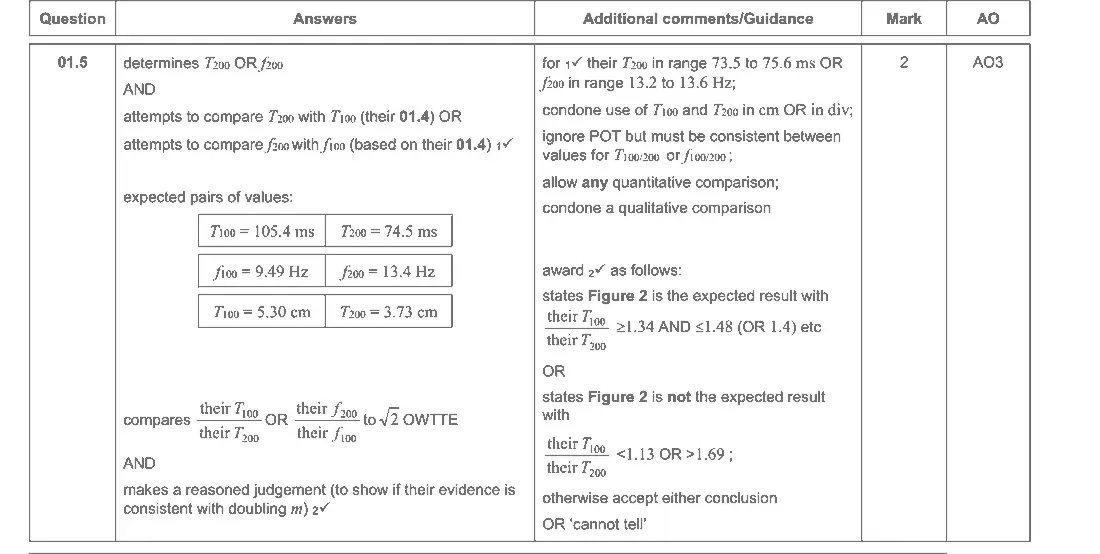 Question Answers Additional comments/Guidance Mark AO
01.5
determines T₂₀₀ OR f₂₀₀
AND
attempts to compare T₂₀₀ with T₁₀₀ (their 01.4) OR
attempts to compare f₂₀₀ with f₁₀₀ (based on their 01.4) ₁✓
expected pairs of values:
T₁₀₀ = 105.4 ms T₂₀₀ = 74.5 ms
f₁₀₀ = 9.49 Hz f₂₀₀ = 13.4 Hz
T₁₀₀ = 5.30 cm T₂₀₀ = 3.73 cm
compares their T₁₀₀ / their T₂₀₀ OR their f₂₀₀ / their f₁₀₀ to √2 OWTTE
AND
makes a reasoned judgement (to show if their evidence is
consistent with doubling m) ₂✓
for ₁✓ their T₂₀₀ in range 73.5 to 75.6 ms OR
f₂₀₀ in range 13.2 to 13.6 Hz;
condone use of T₁₀₀ and T₂₀₀ in cm OR in div;
ignore POT but must be consistent between
values for T₁₀₀/₂₀₀ or f₁₀₀/₂₀₀ ;
allow any quantitative comparison;
condone a qualitative comparison
award ₂✓ as follows:
states Figure 2 is the expected result with
their T₁₀₀ / their T₂₀₀ ≥1.34 AND ≤1.48 (OR 1.4) etc
OR
states Figure 2 is not the expected result
with
their T₁₀₀ / their T₂₀₀ <1.13 OR >1.69 ;
otherwise accept either conclusion
OR 'cannot tell'
2
AO3